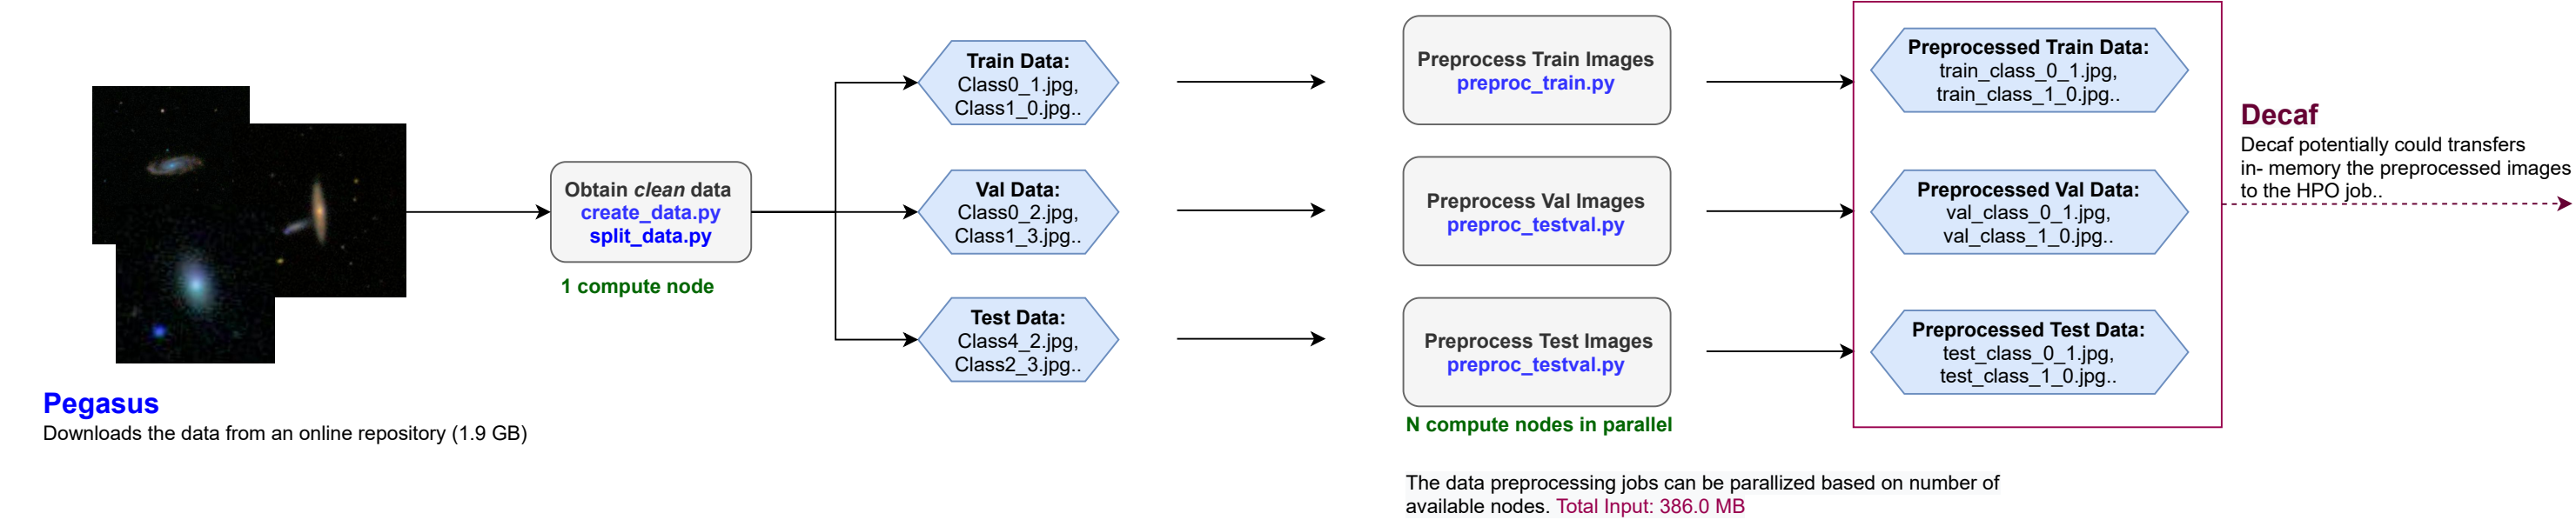 Pegasus
Downloads the data from an online repository (1.9 GB)
Obtain clean data
create_data.py
split_data.py
1 compute node
Train Data:
Class0_1.jpg,
Class1_0.jpg..
Val Data:
Class0_2.jpg,
Class1_3.jpg..
Test Data:
Class4_2.jpg,
Class2_3.jpg..
Preprocess Train Images
preproc_train.py
Preprocess Val Images
preproc_testval.py
Preprocess Test Images
preproc_testval.py
N compute nodes in parallel
The data preprocessing jobs can be parallized based on number of
available nodes. Total Input: 386.0 MB
Preprocessed Train Data:
train_class_0_1.jpg,
train_class_1_0.jpg..
Preprocessed Val Data:
val_class_0_1.jpg,
val_class_1_0.jpg..
Preprocessed Test Data:
test_class_0_1.jpg,
test_class_1_0.jpg..
Decaf
Decaf potentially could transfers
in- memory the preprocessed images
to the HPO job..